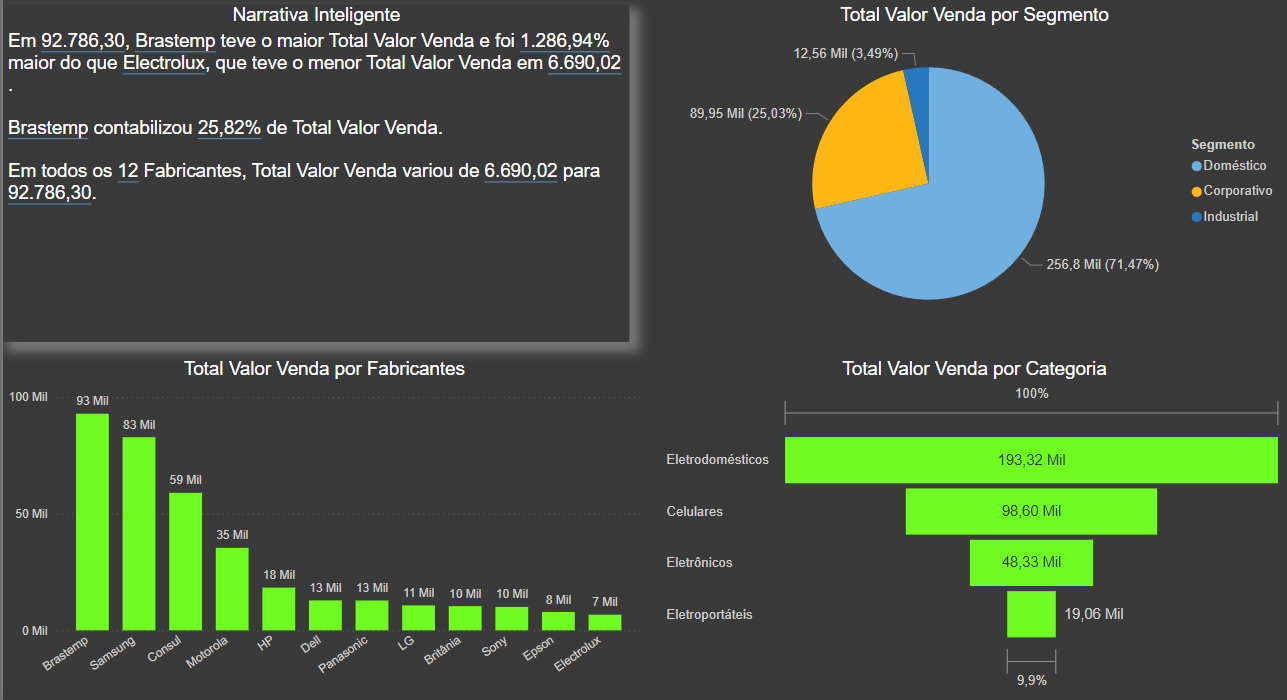 Narrativa Inteligente
Em 92.786,30, Brastemp teve o maior Total Valor Venda e foi 1.286,94%
maior do que Electrolux, que teve o menor Total Valor Venda em 6.690,02
.
Brastemp contabilizou 25,82% de Total Valor Venda.
Em todos os 12 Fabricantes, Total Valor Venda variou de 6.690,02 para
92.786,30.
Total Valor Venda por Segmento
12,56 Mil (3,49%)
89,95 Mil (25,03%)
256,8 Mil (71,47%)
Segmento
Doméstico
Corporativo
Industrial
Total Valor Venda por Fabricantes
100 Mil
50 Mil
0 Mil
93 Mil
83 Mil
59 Mil
35 Mil
18 Mil
13 Mil
13 Mil
11 Mil
10 Mil
10 Mil
8 Mil
7 Mil
Brastemp
Samsung
Consul
Motorola
HP
Dell
Panasonic
LG
Britânia
Sony
Epson
Electrolux
Total Valor Venda por Categoria
100%
Eletrodomésticos
193,32 Mil
Celulares
98,60 Mil
Eletrônicos
48,33 Mil
Eletroportáteis
19,06 Mil
9,9%